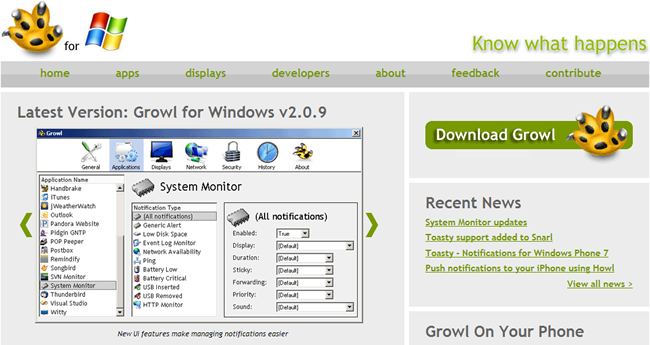 for
Know what happens
home apps displays developers about feedback contribute
Latest Version: Growl for Windows v2.0.9
Growl
General Applications Displays Network Security History About
Application Name
Handbrake
iTunes
JWeatherWatch
Outlook
Pandora Website
Pidgin GNTP
POP Peeper
Postbox
Remindify
Songbird
SVN Monitor
System Monitor
Thunderbird
Visual Studio
Witty
System Monitor
Notification Type
(All notifications)
Generic Alert
Low Disk Space
Event Log Monitor
Network Availability
Ping
Battery Low
Battery Critical
USB Inserted
USB Removed
HTTP Monitor
(All notifications)
Enabled: True
Display: [Default]
Duration: [Default]
Sticky: [Default]
Forwarding: [Default]
Priority: [Default]
Sound: [Default]
New UI features make managing notifications easier
Download Growl
Recent News
System Monitor updates
Toasty support added to Snarl
Toasty - Notifications for Windows Phone 7
Push notifications to your iPhone using Howl
View all news >
Growl On Your Phone